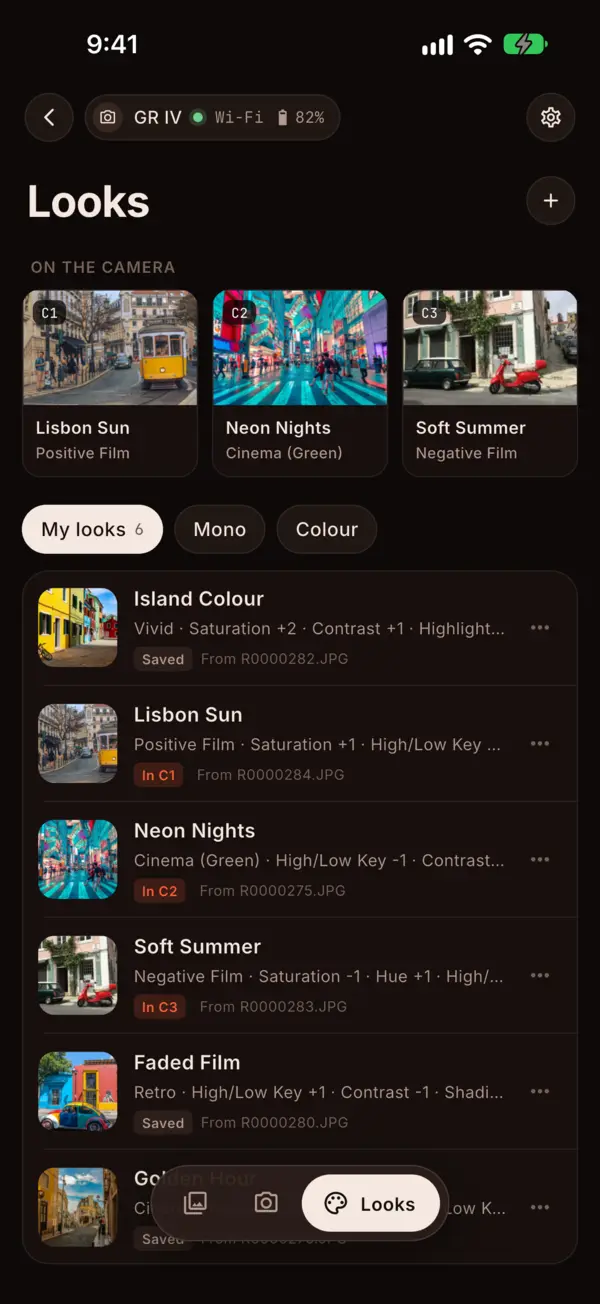 9:41
GR IV Wi-Fi 82%
Looks
ON THE CAMERA
C1 C2 C3
Lisbon Sun Neon Nights Soft Summer
Positive Film Cinema (Green) Negative Film
My looks 6 Mono Colour
Island Colour
Vivid · Saturation +2 · Contrast +1 · Highlight...
Saved From R0000282.JPG
Lisbon Sun
Positive Film · Saturation +1 · High/Low Key ...
In C1 From R0000284.JPG
Neon Nights
Cinema (Green) · High/Low Key -1 · Contrast...
In C2 From R0000275.JPG
Soft Summer
Negative Film · Saturation -1 · Hue +1 · High/...
In C3 From R0000283.JPG
Faded Film
Retro · High/Low Key +1 · Contrast -1 · Shadi...
Saved From R0000280.JPG
Golden Hour
Looks
Saved